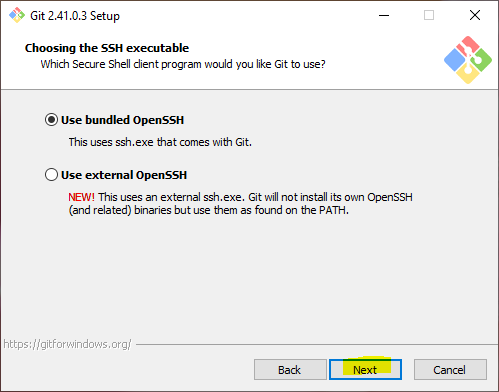 Git 2.41.0.3 Setup
Choosing the SSH executable
Which Secure Shell client program would you like Git to use?
Use bundled OpenSSH
This uses ssh.exe that comes with Git.
Use external OpenSSH
NEW! This uses an external ssh.exe. Git will not install its own OpenSSH
(and related) binaries but use them as found on the PATH.
https://gitforwindows.org/
Back
Next
Cancel